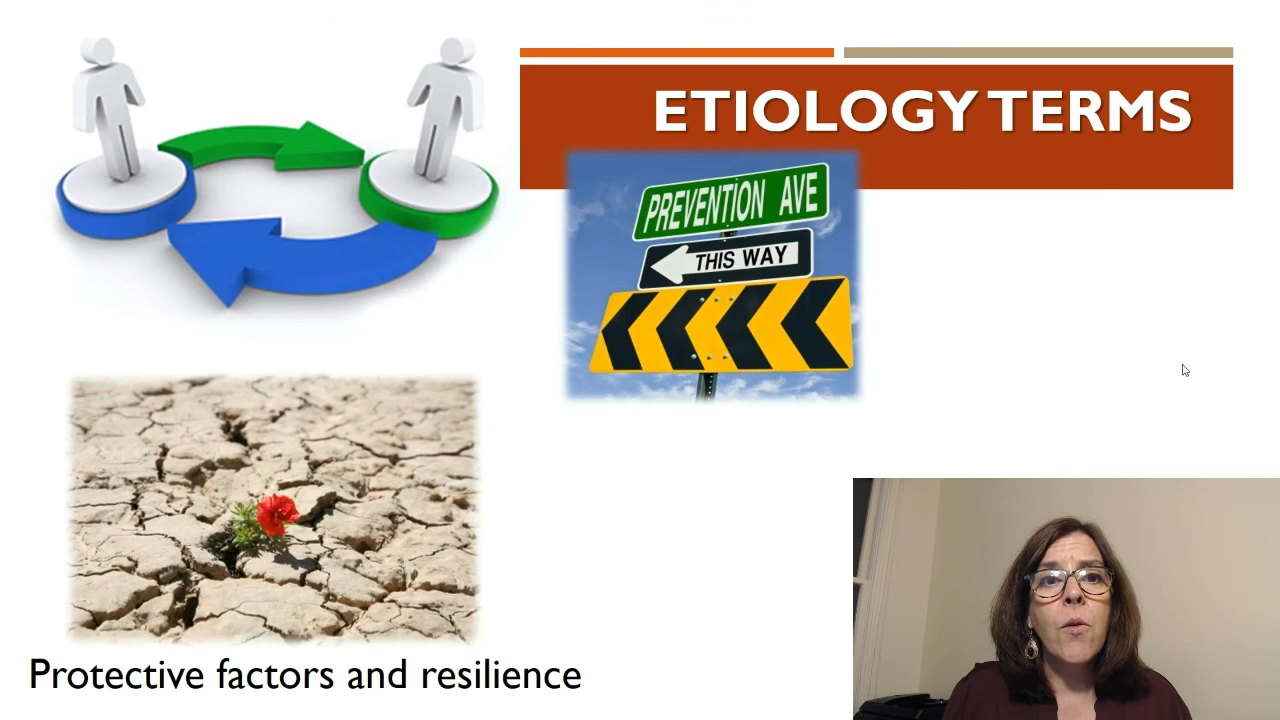 ETIOLOGY TERMS
PREVENTION AVE
THIS WAY
Protective factors and resilience